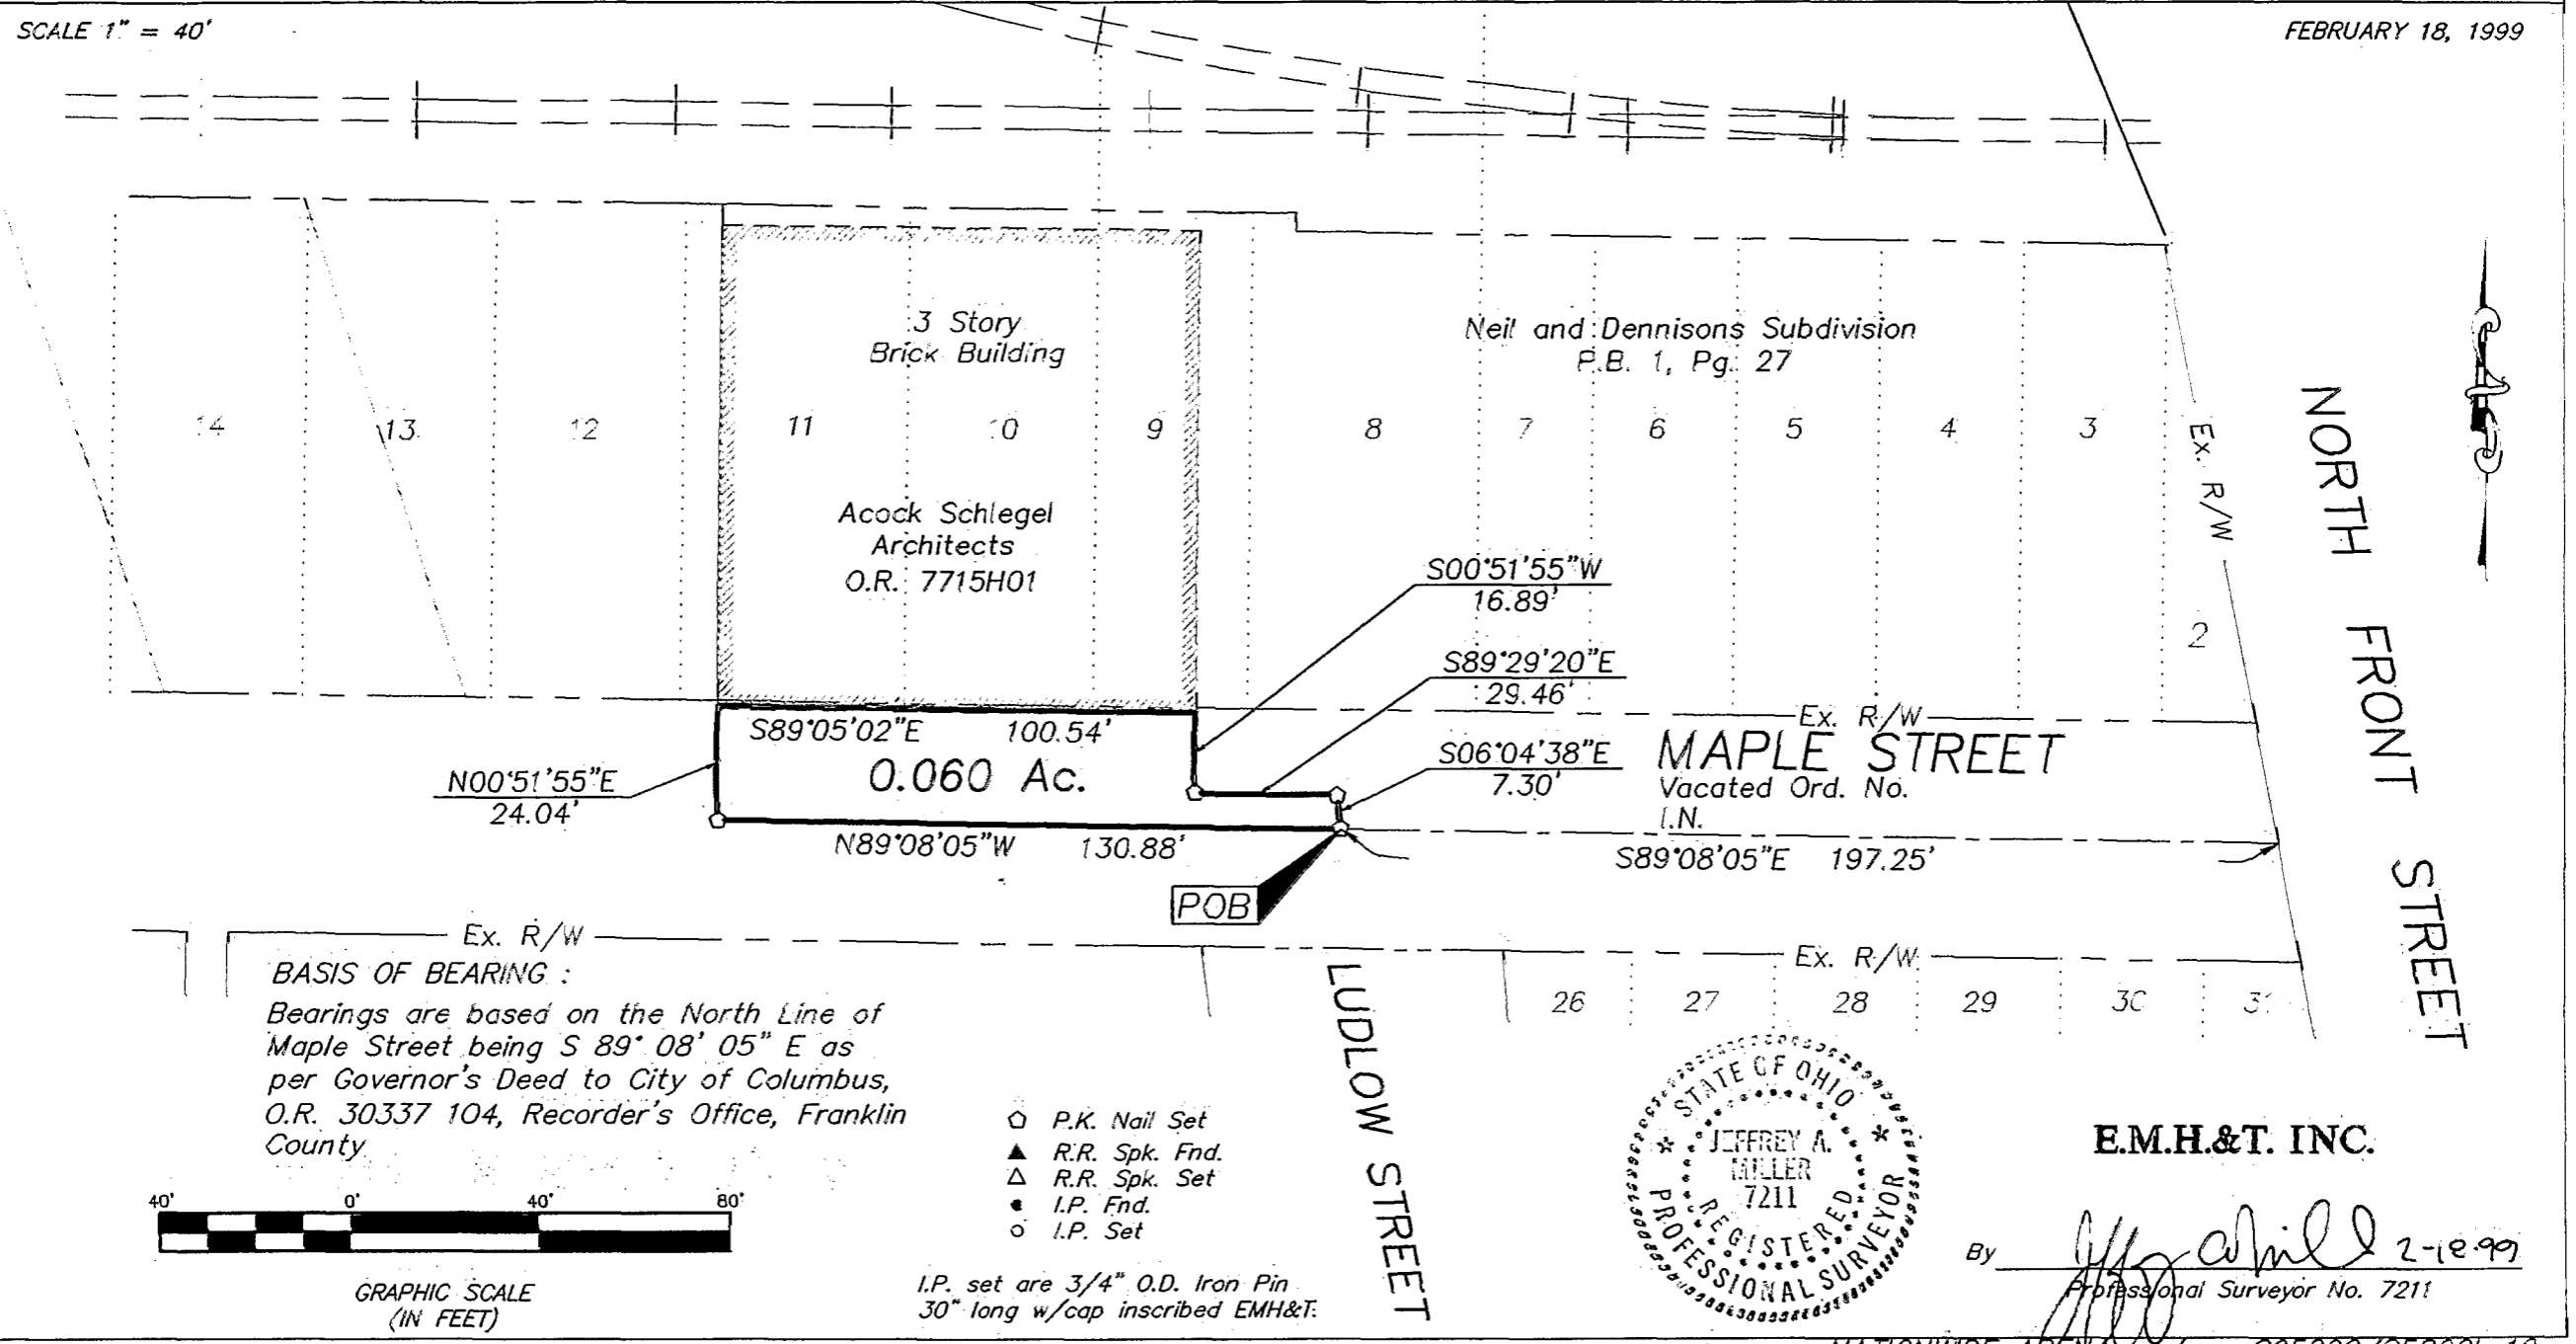 SCALE 1" = 40'
FEBRUARY 18, 1999
3 Story
Brick Building
Neil and Dennisons Subdivision
P.B. 1, Pg. 27
14
13
12
11
10
9
8
7
6
5
4
3
2
Ex. R/W
NORTH FRONT STREET
Acock Schlegel
Architects
O.R. 7715H01
S00°51'55"W
16.89'
S89°29'20"E
29.46'
S06°04'38"E
7.30'
Ex. R/W
MAPLE STREET
Vacated Ord. No.
I.N.
S89°05'02"E 100.54'
0.060 Ac.
N00°51'55"E
24.04'
N89°08'05"W 130.88'
S89°08'05"E 197.25'
POB
Ex. R/W
Ex. R/W
26
27
28
29
30
31
LUDLOW STREET
BASIS OF BEARING :
Bearings are based on the North Line of
Maple Street being S 89° 08' 05" E as
per Governor's Deed to City of Columbus,
O.R. 30337 104, Recorder's Office, Franklin
County.
P.K. Nail Set
R.R. Spk. Fnd.
R.R. Spk. Set
I.P. Fnd.
I.P. Set
I.P. set are 3/4" O.D. Iron Pin
30" long w/cap inscribed EMH&T.
40' 0' 40' 80'
GRAPHIC SCALE
(IN FEET)
STATE OF OHIO
JEFFREY A.
MILLER
7211
REGISTERED
PROFESSIONAL SURVEYOR
E.M.H.&T. INC.
By
2-18-99
Professional Surveyor No. 7211